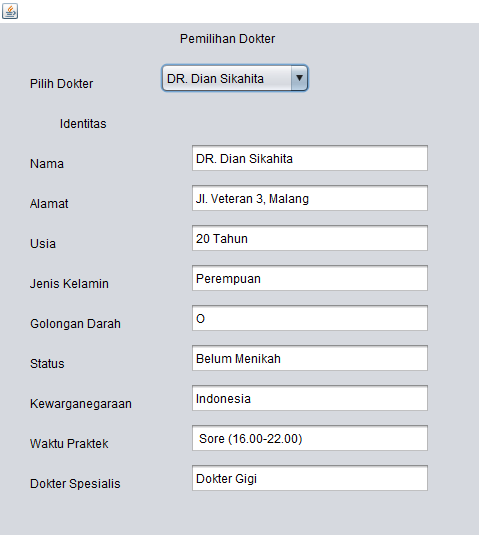 Pemilihan Dokter
Pilih Dokter DR. Dian Sikahita
Identitas
Nama DR. Dian Sikahita
Alamat Jl. Veteran 3, Malang
Usia 20 Tahun
Jenis Kelamin Perempuan
Golongan Darah O
Status Belum Menikah
Kewarganegaraan Indonesia
Waktu Praktek Sore (16.00-22.00)
Dokter Spesialis Dokter Gigi